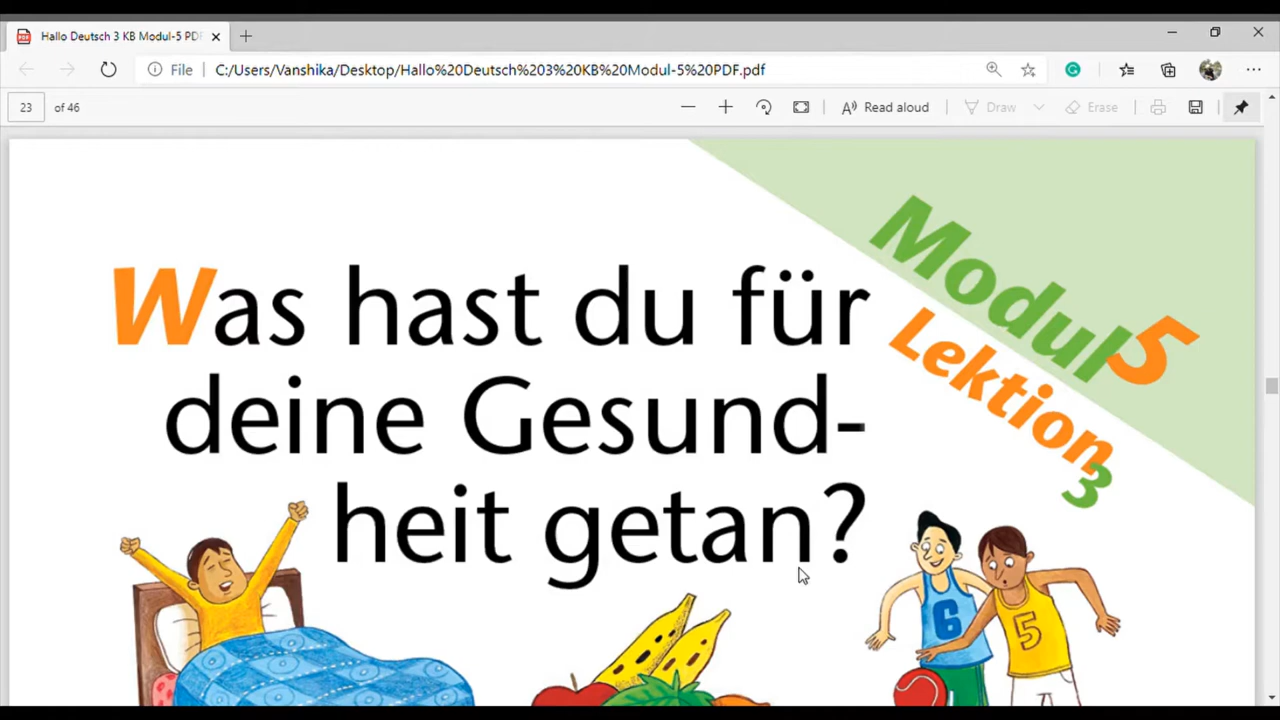 Hallo Deutsch 3 KB Modul-5 PDF
File
C:/Users/Vanshika/Desktop/Hallo%20Deutsch%203%20KB%20Modul-5%20PDF.pdf
23 of 46
Read aloud
Draw
Erase
Modul 5
Lektion 3
Was hast du für
deine Gesund-
heit getan?
6
5